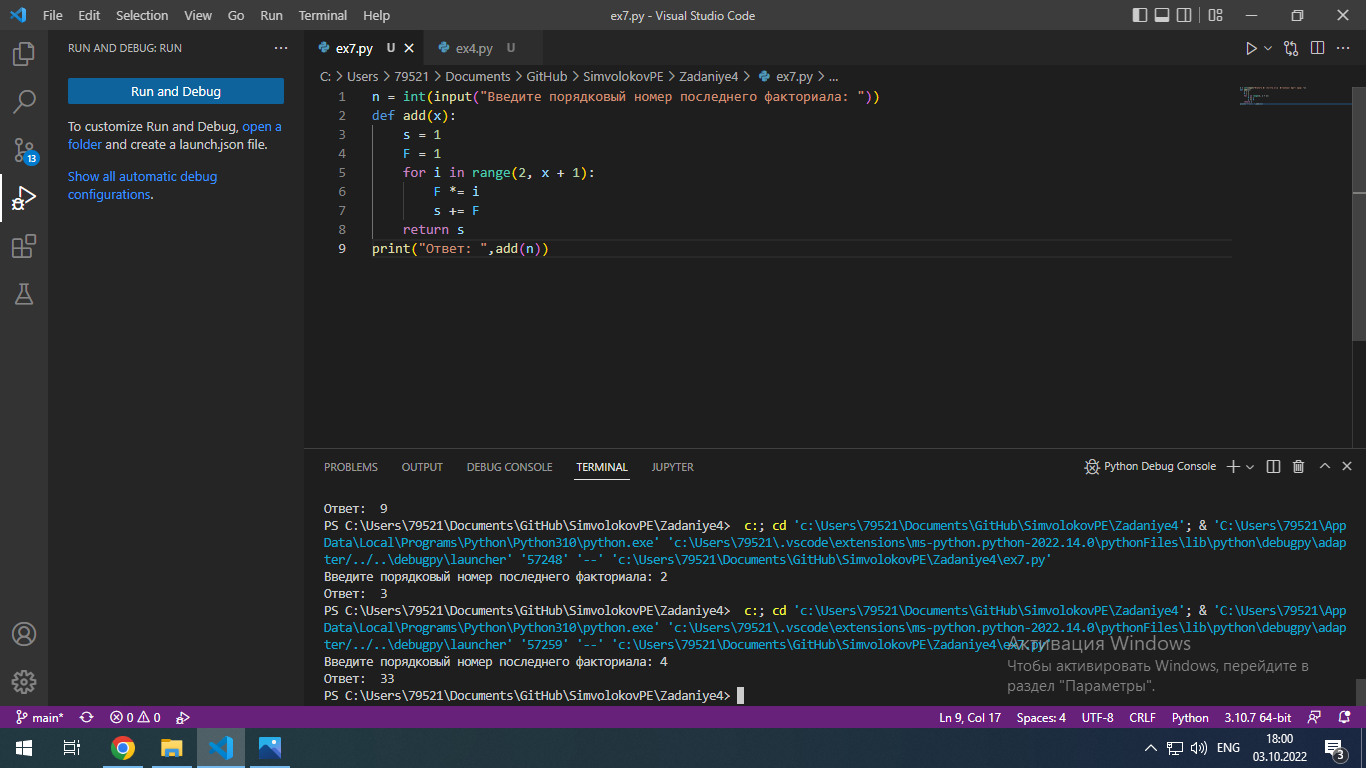 File Edit Selection View Go Run Terminal Help ex7.py - Visual Studio Code
RUN AND DEBUG: RUN
Run and Debug
To customize Run and Debug, open a
folder and create a launch.json file.
Show all automatic debug
configurations.
13
ex7.py U ex4.py U
C: > Users > 79521 > Documents > GitHub > SimvolokovPE > Zadaniye4 > ex7.py > ...
1 n = int(input("Введите порядковый номер последнего факториала: "))
2 def add(x):
3 s = 1
4 F = 1
5 for i in range(2, x + 1):
6 F *= i
7 s += F
8 return s
9 print("Ответ: ",add(n))
PROBLEMS OUTPUT DEBUG CONSOLE TERMINAL JUPYTER Python Debug Console
Ответ:  9
PS C:\Users\79521\Documents\GitHub\SimvolokovPE\Zadaniye4>  c:; cd 'c:\Users\79521\Documents\GitHub\SimvolokovPE\Zadaniye4'; & 'C:\Users\79521\App
Data\Local\Programs\Python\Python310\python.exe' 'c:\Users\79521\.vscode\extensions\ms-python.python-2022.14.0\pythonFiles\lib\python\debugpy\adap
ter/../..\debugpy\launcher' '57248' '--' 'c:\Users\79521\Documents\GitHub\SimvolokovPE\Zadaniye4\ex7.py'
Введите порядковый номер последнего факториала: 2
Ответ:  3
PS C:\Users\79521\Documents\GitHub\SimvolokovPE\Zadaniye4>  c:; cd 'c:\Users\79521\Documents\GitHub\SimvolokovPE\Zadaniye4'; & 'C:\Users\79521\App
Data\Local\Programs\Python\Python310\python.exe' 'c:\Users\79521\.vscode\extensions\ms-python.python-2022.14.0\pythonFiles\lib\python\debugpy\adap
ter/../..\debugpy\launcher' '57259' '--' 'c:\Users\79521\Documents\GitHub\SimvolokovPE\Zadaniye4\ex7.py'
Введите порядковый номер последнего факториала: 4
Ответ:  33
PS C:\Users\79521\Documents\GitHub\SimvolokovPE\Zadaniye4>
Активация Windows
Чтобы активировать Windows, перейдите в
раздел "Параметры".
main* 0 0 Ln 9, Col 17 Spaces: 4 UTF-8 CRLF Python 3.10.7 64-bit
ENG 18:00
03.10.2022
3